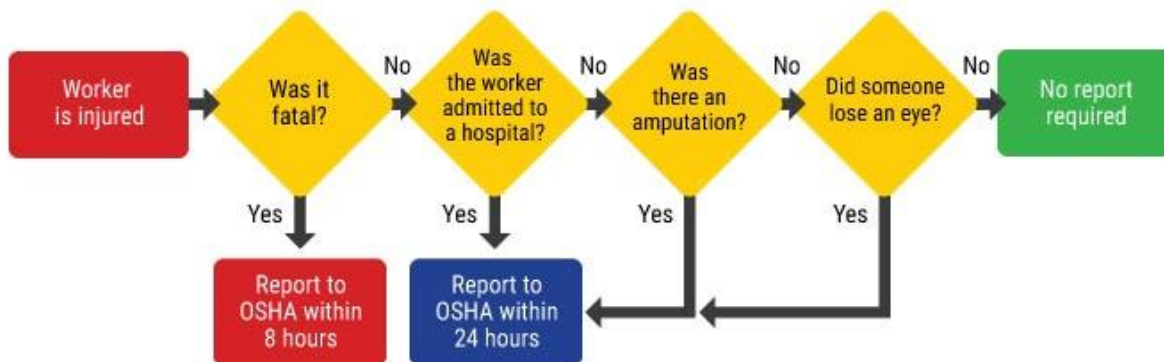 Worker
is injured
Was it
fatal?
No
Was
the worker
admitted to
a hospital?
No
Was
there an
amputation?
No
Did someone
lose an eye?
No
No report
required
Yes
Yes
Yes
Yes
Report to
OSHA within
8 hours
Report to
OSHA within
24 hours